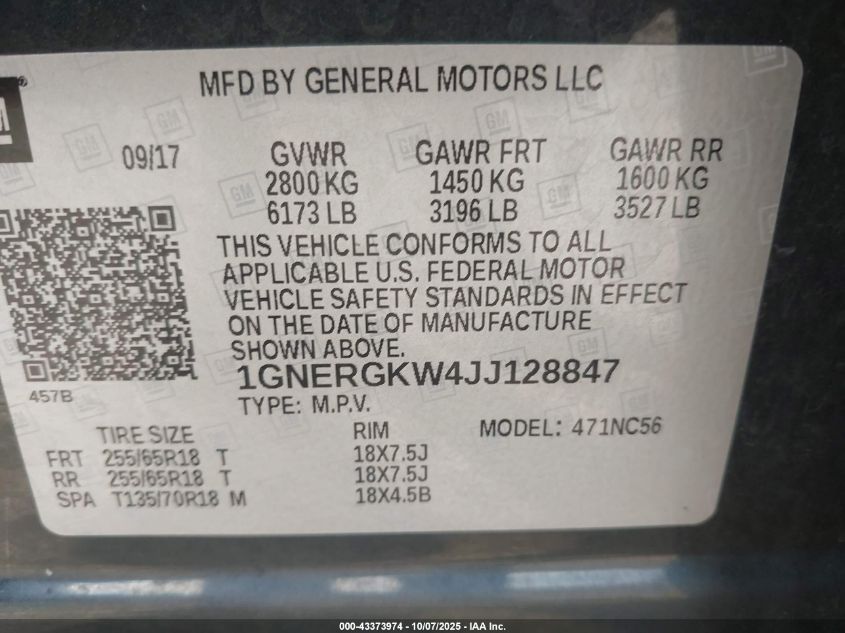 GM
MFD BY GENERAL MOTORS LLC
09/17
GVWR GAWR FRT GAWR RR
2800 KG 1450 KG 1600 KG
6173 LB 3196 LB 3527 LB
THIS VEHICLE CONFORMS TO ALL
APPLICABLE U.S. FEDERAL MOTOR
VEHICLE SAFETY STANDARDS IN EFFECT
ON THE DATE OF MANUFACTURE
SHOWN ABOVE.
1GNERGKW4JJ128847
457B
TYPE: M.P.V.
TIRE SIZE RIM MODEL: 471NC56
FRT 255/65R18 T 18X7.5J
RR 255/65R18 T 18X7.5J
SPA T135/70R18 M 18X4.5B
000-43373974 - 10/07/2025 - IAA Inc.